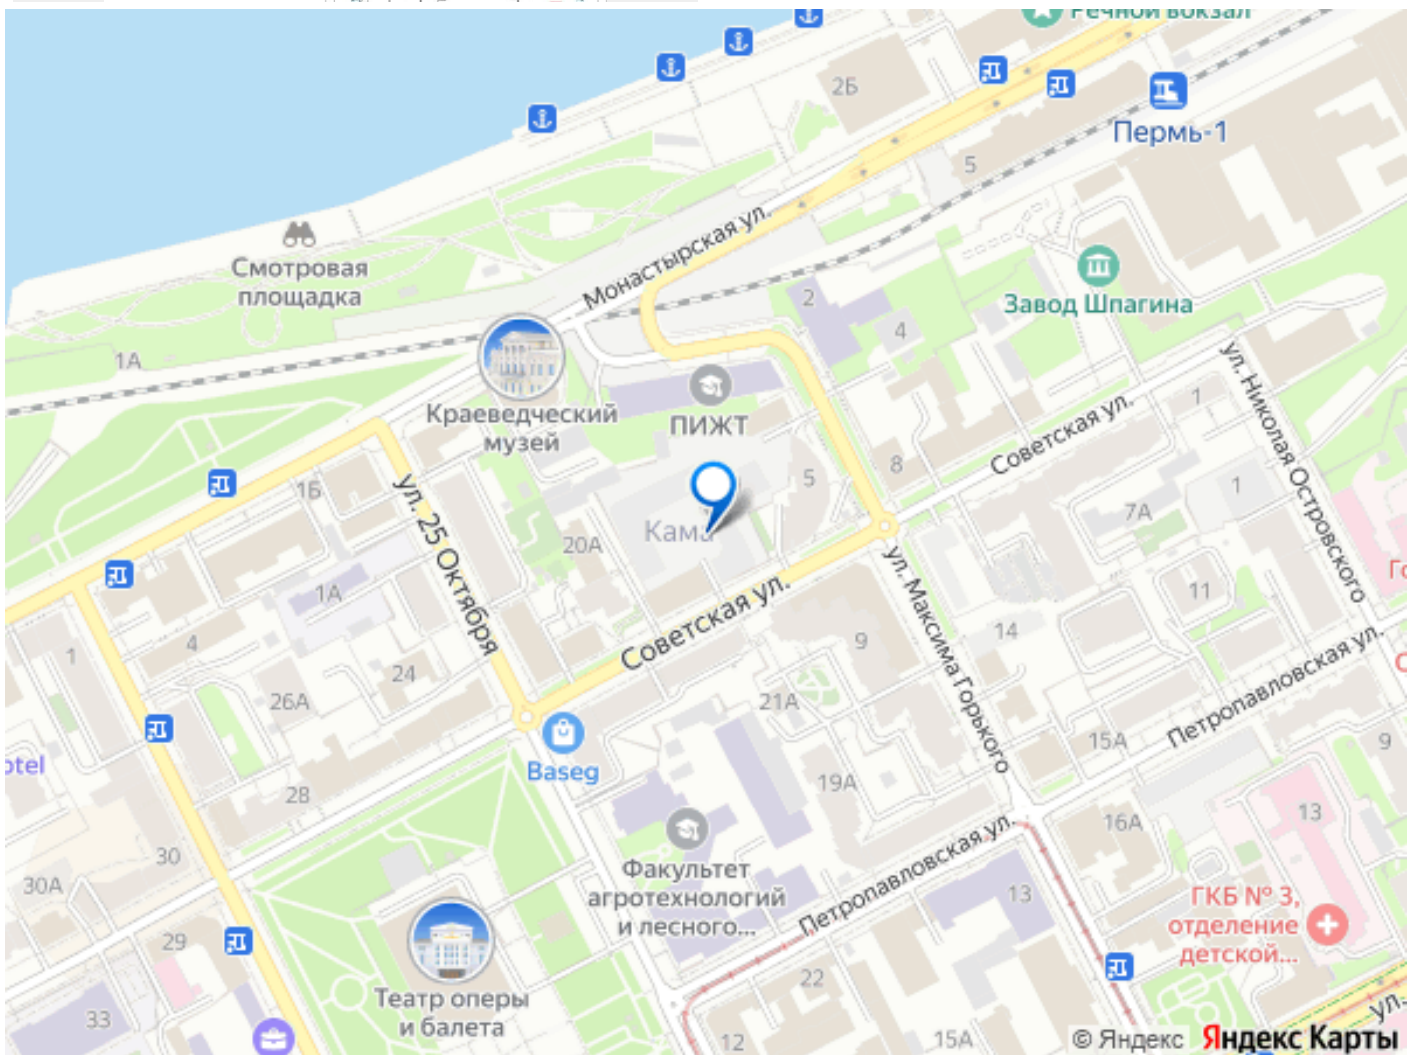 Речной вокзал
2Б
Пермь-1
5
Монастырская ул.
Смотровая
площадка
Завод Шпагина
2
4
1А
Краеведческий
музей
ПИЖТ
ул. Николая Островского
1
Советская ул.
8
5
1
7А
1Б
ул. 25 Октября
Кама
20А
1А
11
14
ул. Максима Горького
Советская ул.
9
4
1
24
26А
21А
Петропавловская ул.
15А
9
Baseg
19А
28
13
16А
Петропавловская ул.
30
30А
Факультет
агротехнологий
и лесного...
13
ГКБ № 3,
отделение
детской...
29
Театр оперы
и балета
22
33
12
15А
ул.
© Яндекс Яндекс Карты